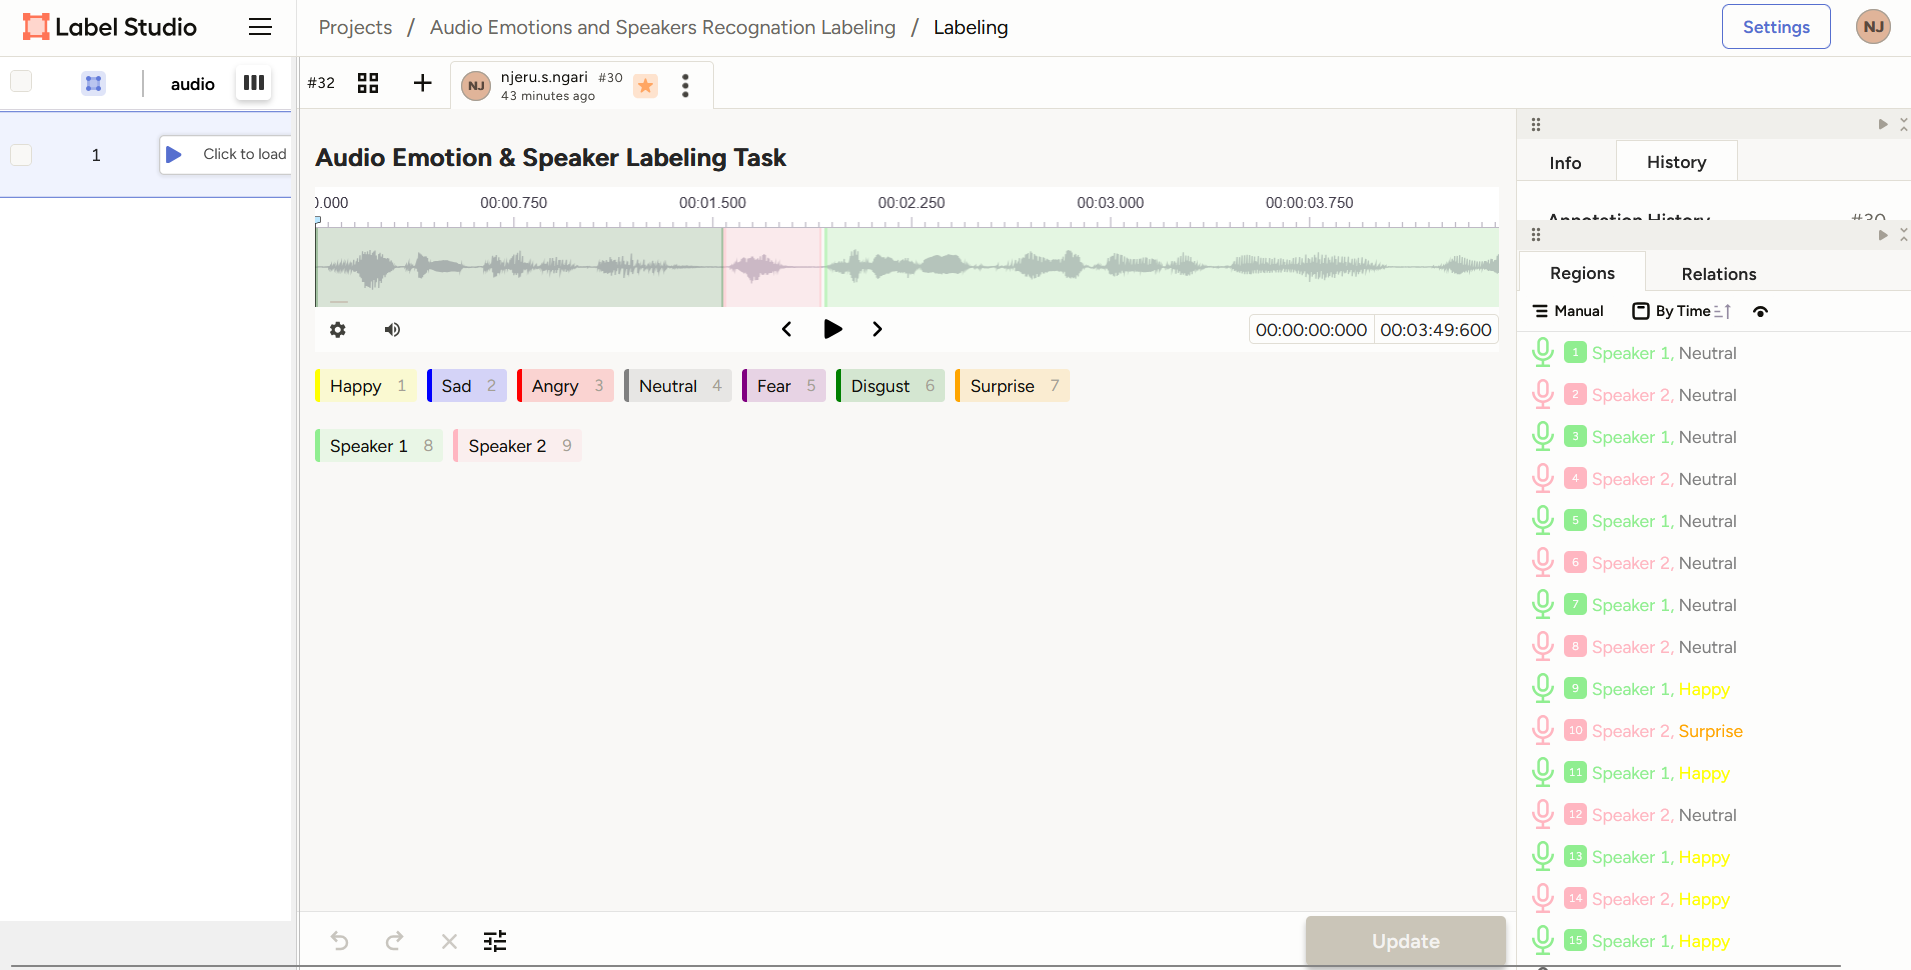 Label Studio
Projects / Audio Emotions and Speakers Recognation Labeling / Labeling
Settings
NJ
audio
#32
NJ
njeru.s.ngari #30
43 minutes ago
1
Click to load
Audio Emotion & Speaker Labeling Task
0.000 00:00.750 00:01.500 00:02.250 00:03.000 00:00:03.750
00:00:00:000 00:03:49:600
Happy 1
Sad 2
Angry 3
Neutral 4
Fear 5
Disgust 6
Surprise 7
Speaker 1 8
Speaker 2 9
Update
Info
History
Annotation History #30
Regions
Relations
Manual
By Time
1 Speaker 1, Neutral
2 Speaker 2, Neutral
3 Speaker 1, Neutral
4 Speaker 2, Neutral
5 Speaker 1, Neutral
6 Speaker 2, Neutral
7 Speaker 1, Neutral
8 Speaker 2, Neutral
9 Speaker 1, Happy
10 Speaker 2, Surprise
11 Speaker 1, Happy
12 Speaker 2, Neutral
13 Speaker 1, Happy
14 Speaker 2, Happy
15 Speaker 1, Happy